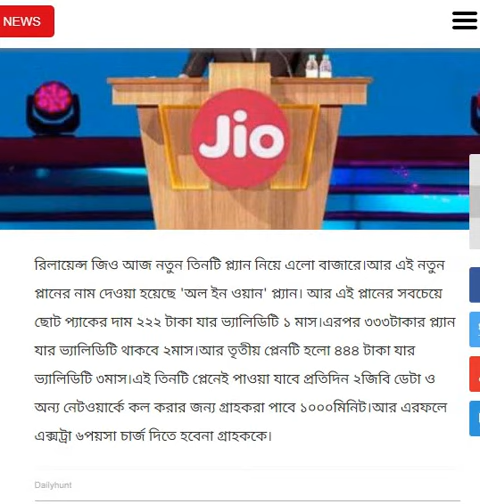 NEWS
Jio
রিলায়েন্স জিও আজ নতুন তিনটি প্ল্যান নিয়ে এলো বাজারে।আর এই নতুন
প্লানের নাম দেওয়া হয়েছে 'অল ইন ওয়ান' প্ল্যান। আর এই প্লানের সবচেয়ে
ছোট প্যাকের দাম ২২২ টাকা যার ভ্যালিডিটি ১ মাস।এরপর ৩৩৩টাকার প্ল্যান
যার ভ্যালিডিটি থাকবে ২মাস।আর তৃতীয় প্লেনটি হলো ৪৪৪ টাকা যার
ভ্যালিডিটি ৩মাস।এই তিনটি প্লেনেই পাওয়া যাবে প্রতিদিন ২জিবি ডেটা ও
অন্য নেটওয়ার্কে কল করার জন্য গ্রাহকরা পাবে ১০০০মিনিট।আর এরফলে
এক্সট্রা ৬পয়সা চার্জ দিতে হবেনা গ্রাহককে।
Dailyhunt